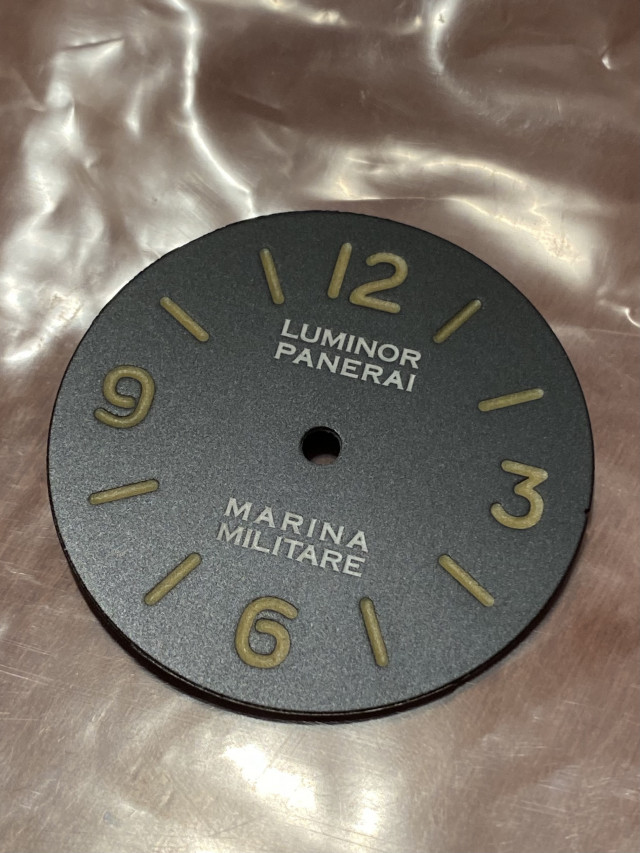 12
LUMINOR
PANERAI
9
3
MARINA
MILITARE
6